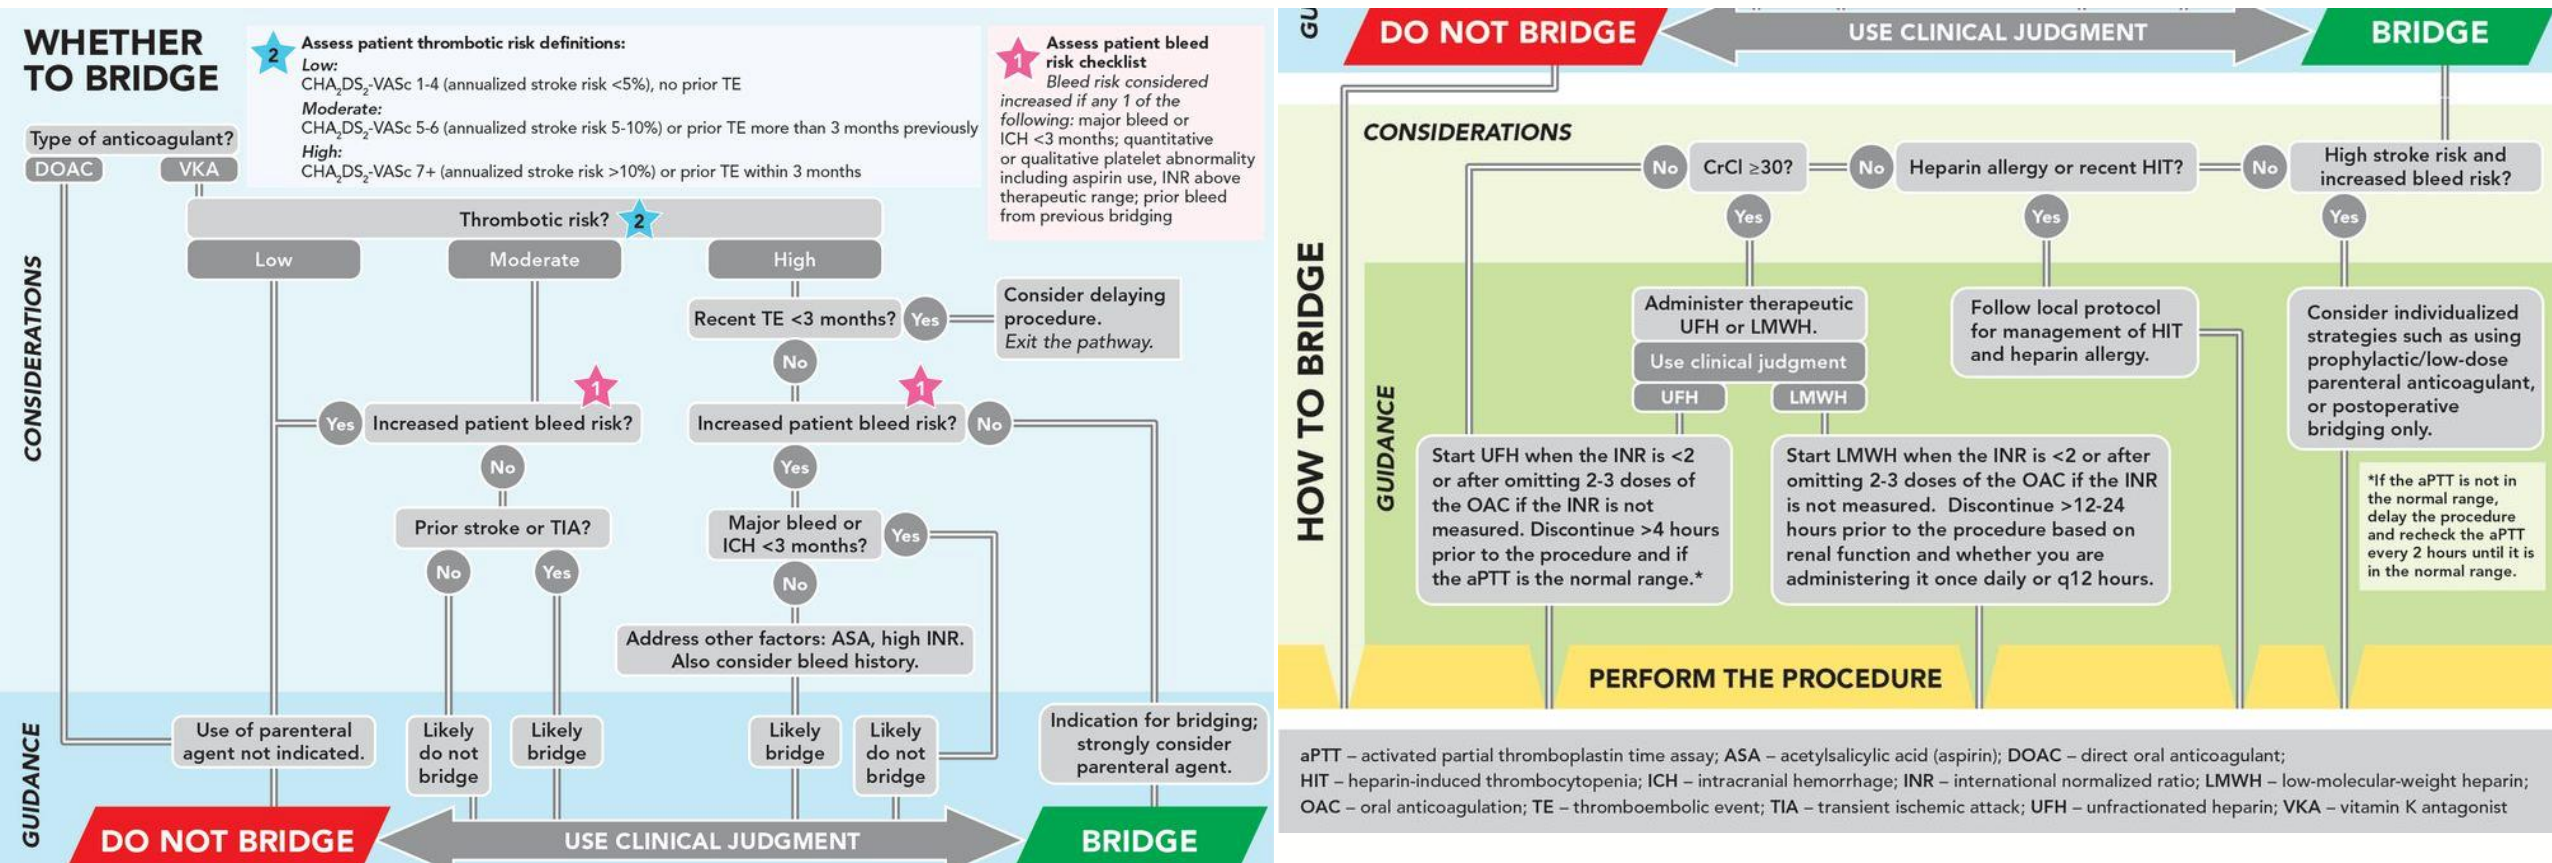 WHETHER
TO BRIDGE
2
Assess patient thrombotic risk definitions:
Low:
CHA2DS2-VASc 1-4 (annualized stroke risk <5%), no prior TE
Moderate:
CHA2DS2-VASc 5-6 (annualized stroke risk 5-10%) or prior TE more than 3 months previously
High:
CHA2DS2-VASc 7+ (annualized stroke risk >10%) or prior TE within 3 months
1
Assess patient bleed
risk checklist
Bleed risk considered
increased if any 1 of the
following: major bleed or
ICH <3 months; quantitative
or qualitative platelet abnormality
including aspirin use, INR above
therapeutic range; prior bleed
from previous bridging
Type of anticoagulant?
DOAC
VKA
CONSIDERATIONS
Thrombotic risk?
2
Low
Moderate
High
Recent TE <3 months?
Yes
Consider delaying
procedure.
Exit the pathway.
No
1
1
Yes
Increased patient bleed risk?
Increased patient bleed risk?
No
No
Yes
Prior stroke or TIA?
Major bleed or
ICH <3 months?
Yes
No
Yes
No
Address other factors: ASA, high INR.
Also consider bleed history.
GUIDANCE
Use of parenteral
agent not indicated.
Likely
do not
bridge
Likely
bridge
Likely
bridge
Likely
do not
bridge
Indication for bridging;
strongly consider
parenteral agent.
DO NOT BRIDGE
USE CLINICAL JUDGMENT
BRIDGE
GU
DO NOT BRIDGE
USE CLINICAL JUDGMENT
BRIDGE
HOW TO BRIDGE
CONSIDERATIONS
No
CrCl ≥30?
No
Heparin allergy or recent HIT?
No
High stroke risk and
increased bleed risk?
Yes
Yes
Yes
GUIDANCE
Administer therapeutic
UFH or LMWH.
Use clinical judgment
UFH
LMWH
Follow local protocol
for management of HIT
and heparin allergy.
Consider individualized
strategies such as using
prophylactic/low-dose
parenteral anticoagulant,
or postoperative
bridging only.
Start UFH when the INR is <2
or after omitting 2-3 doses of
the OAC if the INR is not
measured. Discontinue >4 hours
prior to the procedure and if
the aPTT is the normal range.*
Start LMWH when the INR is <2 or after
omitting 2-3 doses of the OAC if the INR
is not measured. Discontinue >12-24
hours prior to the procedure based on
renal function and whether you are
administering it once daily or q12 hours.
*If the aPTT is not in
the normal range,
delay the procedure
and recheck the aPTT
every 2 hours until it is
in the normal range.
PERFORM THE PROCEDURE
aPTT – activated partial thromboplastin time assay; ASA – acetylsalicylic acid (aspirin); DOAC – direct oral anticoagulant;
HIT – heparin-induced thrombocytopenia; ICH – intracranial hemorrhage; INR – international normalized ratio; LMWH – low-molecular-weight heparin;
OAC – oral anticoagulation; TE – thromboembolic event; TIA – transient ischemic attack; UFH – unfractionated heparin; VKA – vitamin K antagonist